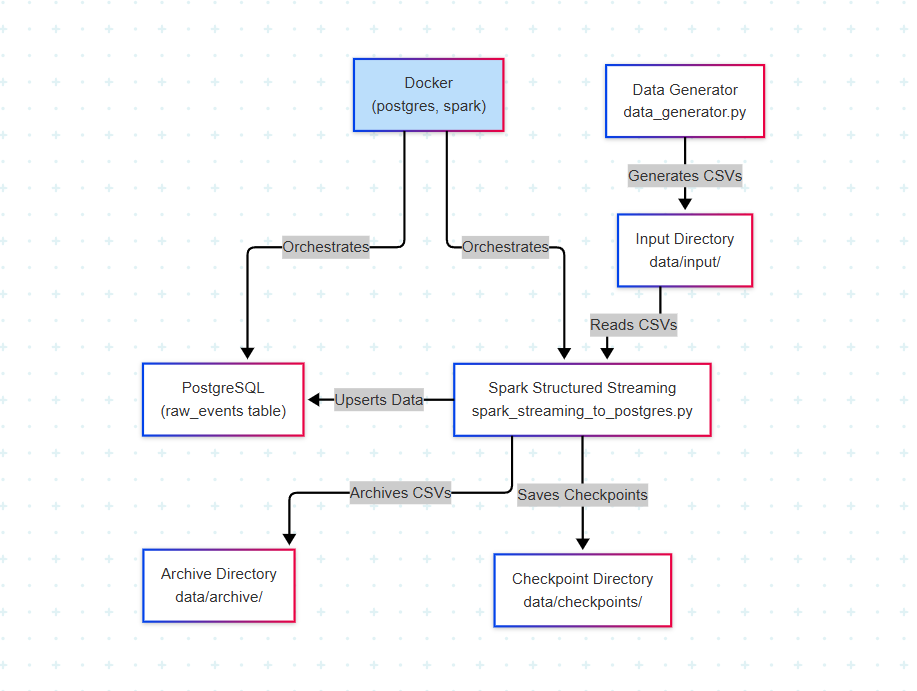 Docker
(postgres, spark)
Data Generator
data_generator.py
Generates CSVs
Input Directory
data/input/
Orchestrates
Orchestrates
Reads CSVs
PostgreSQL
(raw_events table)
Upserts Data
Spark Structured Streaming
spark_streaming_to_postgres.py
Archives CSVs
Saves Checkpoints
Archive Directory
data/archive/
Checkpoint Directory
data/checkpoints/